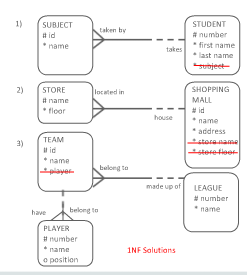 1)
SUBJECT
# id
* name
taken by
takes
STUDENT
# number
* first name
* last name
* subject
2)
STORE
# name
* floor
located in
house
SHOPPING
MALL
# id
* name
* address
* store name
* store floor
3)
TEAM
# id
* name
* player
belong to
made up of
LEAGUE
# number
* name
have
belong to
PLAYER
# number
* name
o position
1NF Solutions